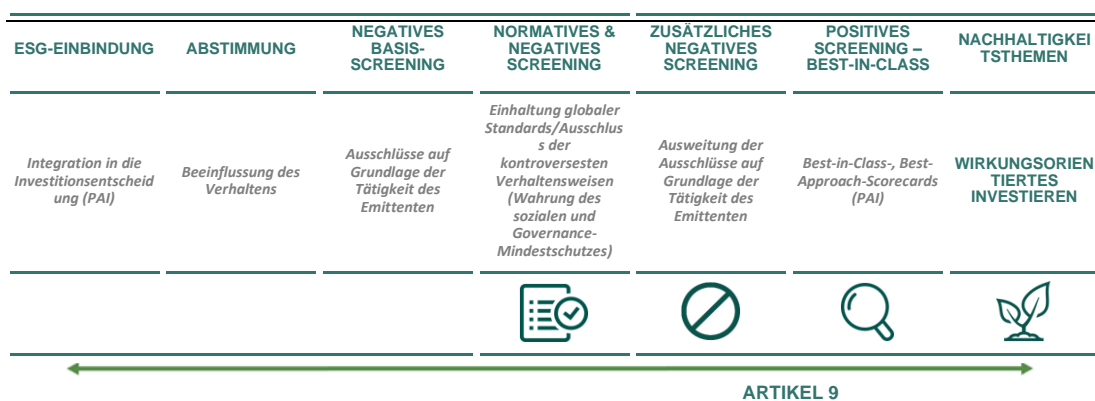 ESG-EINBINDUNG
ABSTIMMUNG
NEGATIVES
BASIS-
SCREENING
NORMATIVES &
NEGATIVES
SCREENING
ZUSÄTZLICHES
NEGATIVES
SCREENING
POSITIVES
SCREENING –
BEST-IN-CLASS
NACHHALTIGKEI
TSTHEMEN
Integration in die
Investitionsentscheid
ung (PAI)
Beeinflussung des
Verhaltens
Ausschlüsse auf
Grundlage der
Tätigkeit des
Emittenten
Einhaltung globaler
Standards/Ausschlus
s der
kontroversesten
Verhaltensweisen
(Wahrung des
sozialen und
Governance-
Mindestschutzes)
Ausweitung der
Ausschlüsse auf
Grundlage der
Tätigkeit des
Emittenten
Best-in-Class-, Best-
Approach-Scorecards
(PAI)
WIRKUNGSORIEN
TIERTES
INVESTIEREN
ARTIKEL 9